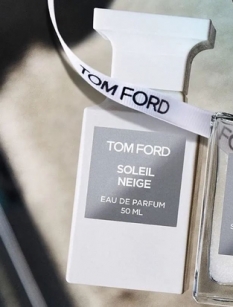 TOM FORD
TOM FORD
SOLEIL
NEIGE
EAU DE PARFUM
50 ML